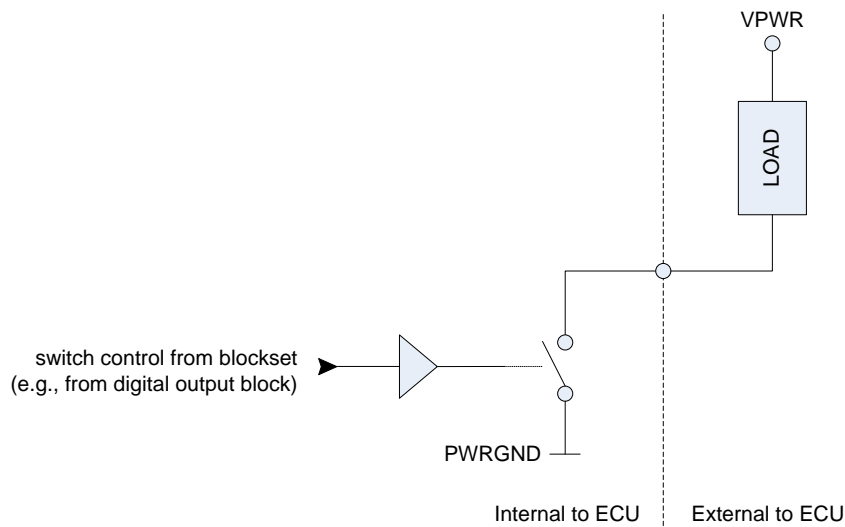 VPWR
LOAD
switch control from blockset
(e.g., from digital output block)
PWRGND
Internal to ECU
External to ECU